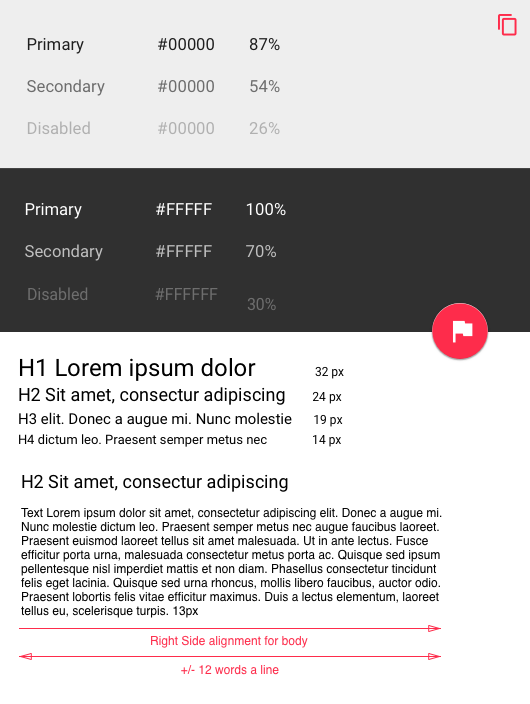 Primary #00000 87%
Secondary #00000 54%
Disabled #00000 26%
Primary #FFFFF 100%
Secondary #FFFFF 70%
Disabled #FFFFFF 30%
H1 Lorem ipsum dolor 32 px
H2 Sit amet, consectur adipiscing 24 px
H3 elit. Donec a augue mi. Nunc molestie 19 px
H4 dictum leo. Praesent semper metus nec 14 px
H2 Sit amet, consectur adipiscing
Text Lorem ipsum dolor sit amet, consectetur adipiscing elit. Donec a augue mi.
Nunc molestie dictum leo. Praesent semper metus nec augue faucibus laoreet.
Praesent euismod laoreet tellus sit amet malesuada. Ut in ante lectus. Fusce
efficitur porta urna, malesuada consectetur metus porta ac. Quisque sed ipsum
pellentesque nisl imperdiet mattis et non diam. Phasellus consectetur tincidunt
felis eget lacinia. Quisque sed urna rhoncus, mollis libero faucibus, auctor odio.
Praesent lobortis felis vitae efficitur maximus. Duis a lectus elementum, laoreet
tellus eu, scelerisque turpis. 13px
Right Side alignment for body
+/- 12 words a line